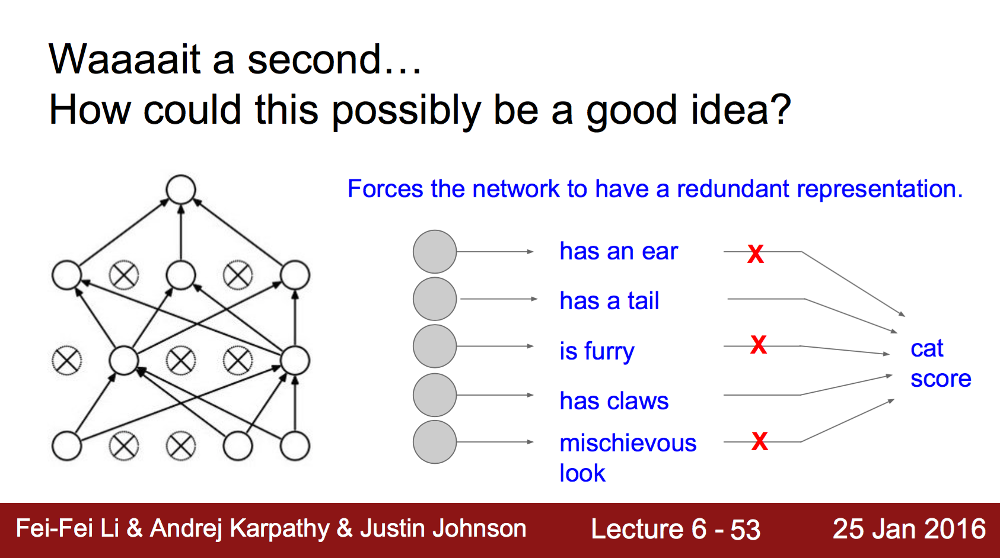 Waaaait a second…
How could this possibly be a good idea?
Forces the network to have a redundant representation.
has an ear
X
has a tail
is furry
X
cat
score
has claws
mischievous
look
X
Fei-Fei Li & Andrej Karpathy & Justin Johnson
Lecture 6 - 53
25 Jan 2016